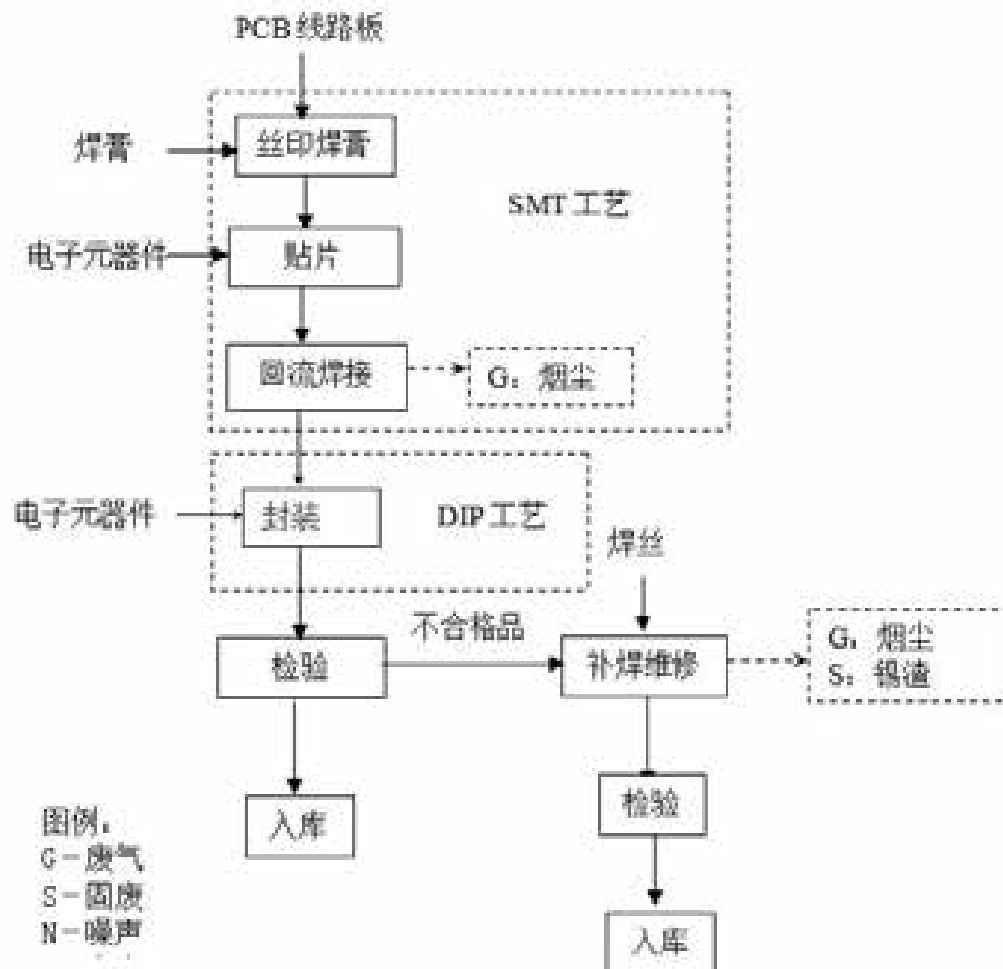 PCB 线路板
焊膏
丝印焊膏
SMT 工艺
电子元器件
贴片
回流焊接
G：烟尘
电子元器件
封装
DIP 工艺
焊丝
不合格品
检验
补焊维修
G：烟尘
S：锡渣
入库
检验
图例：
G－废气
S－固废
N－噪声
入库